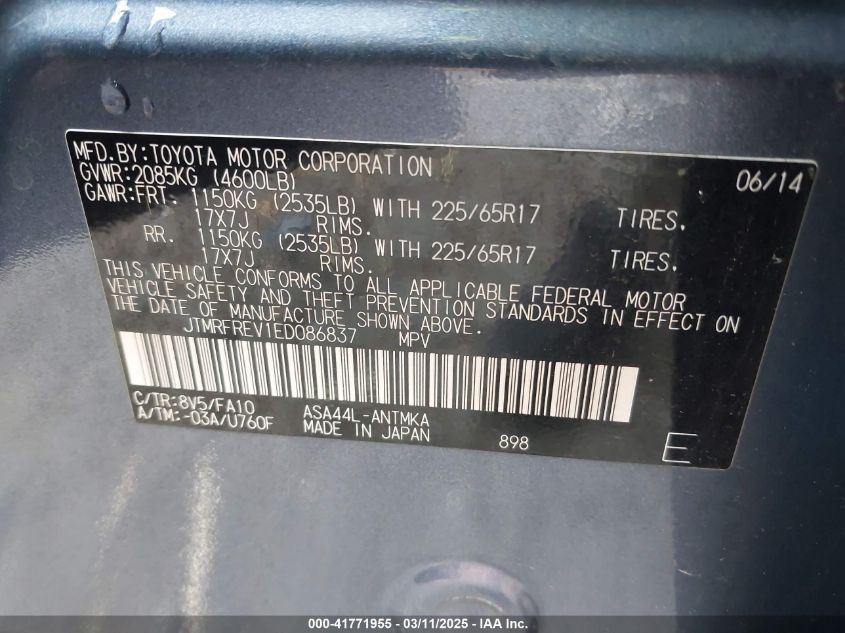 MFD.BY:TOYOTA MOTOR CORPORATION 06/14
GVWR:2085KG (4600LB)
GAWR:FRT. 1150KG (2535LB) WITH 225/65R17 TIRES.
17X7J RIMS.
RR. 1150KG (2535LB) WITH 225/65R17 TIRES.
17X7J RIMS.
THIS VEHICLE CONFORMS TO ALL APPLICABLE FEDERAL MOTOR
VEHICLE SAFETY AND THEFT PREVENTION STANDARDS IN EFFECT ON
THE DATE OF MANUFACTURE SHOWN ABOVE.
JTMRFREV1ED086837 MPV
C/TR:8V5/FA10 ASA44L-ANTMKA
A/TM:-03A/U760F MADE IN JAPAN 898 E
000-41771955 - 03/11/2025 - IAAI.com